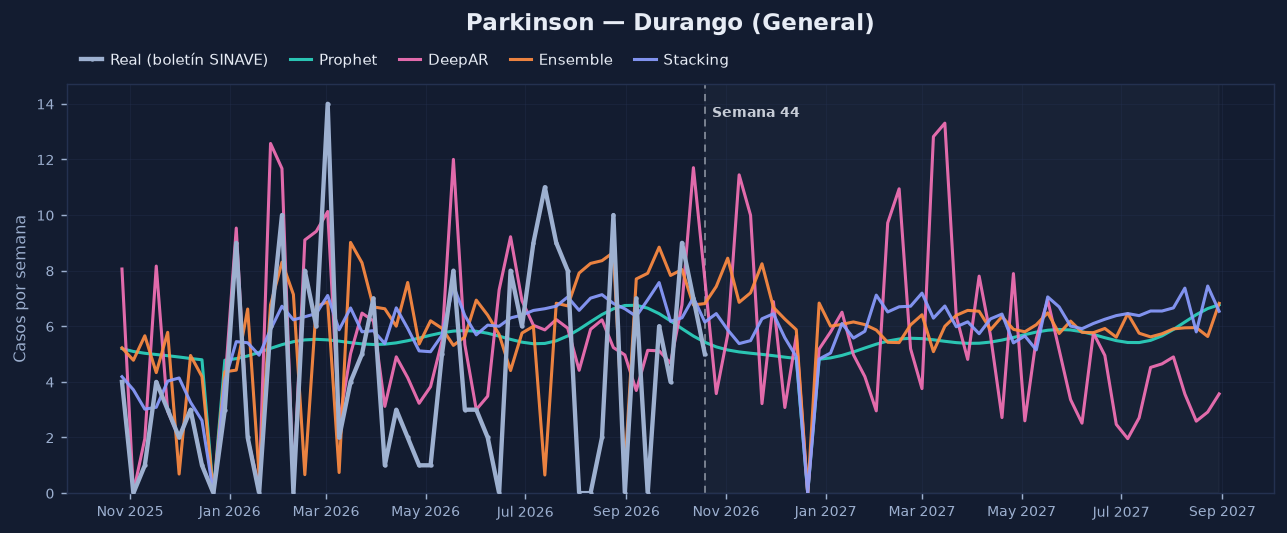 Parkinson — Durango (General)
Real (boletín SINAVE) Prophet DeepAR Ensemble Stacking
Semana 44
Casos por semana
14
12
10
8
6
4
2
0
Nov 2025 Jan 2026 Mar 2026 May 2026 Jul 2026 Sep 2026 Nov 2026 Jan 2027 Mar 2027 May 2027 Jul 2027 Sep 2027